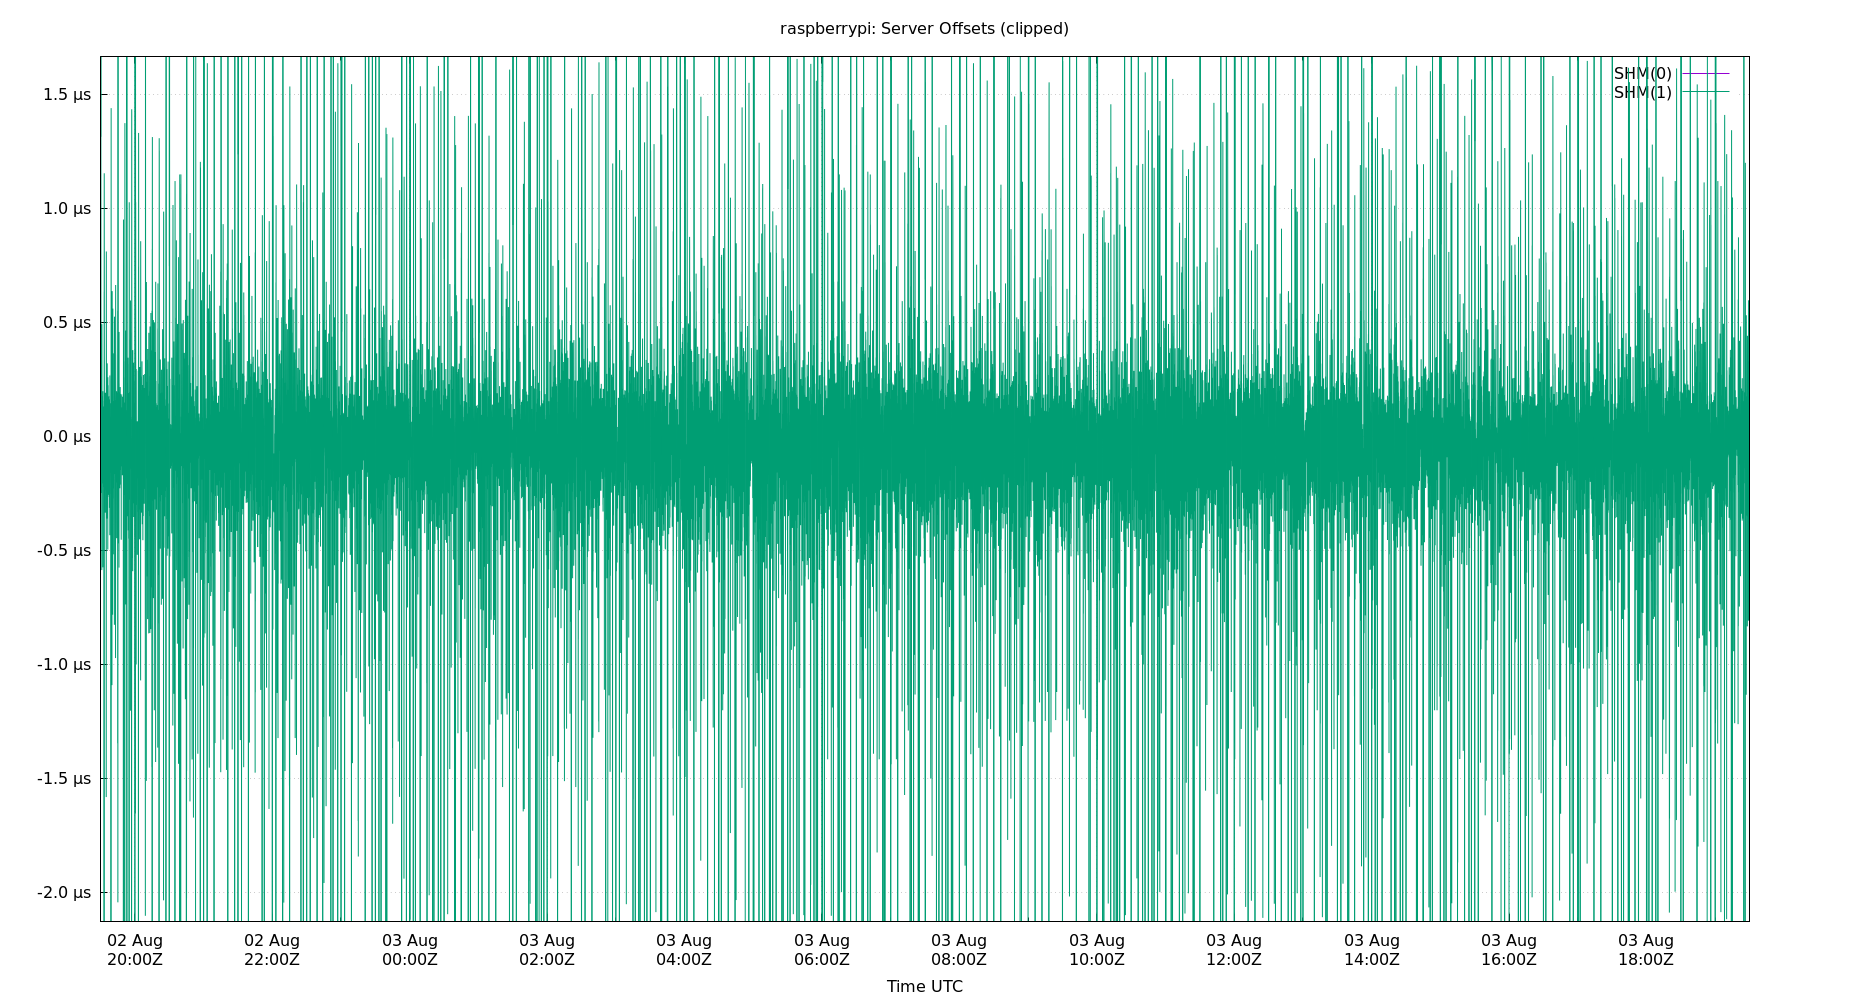 raspberrypi: Server Offsets (clipped)
SHM(0)
SHM(1)
1.5 µs
1.0 µs
0.5 µs
0.0 µs
-0.5 µs
-1.0 µs
-1.5 µs
-2.0 µs
02 Aug 02 Aug 03 Aug 03 Aug 03 Aug 03 Aug 03 Aug 03 Aug 03 Aug 03 Aug 03 Aug 03 Aug
20:00Z 22:00Z 00:00Z 02:00Z 04:00Z 06:00Z 08:00Z 10:00Z 12:00Z 14:00Z 16:00Z 18:00Z
Time UTC